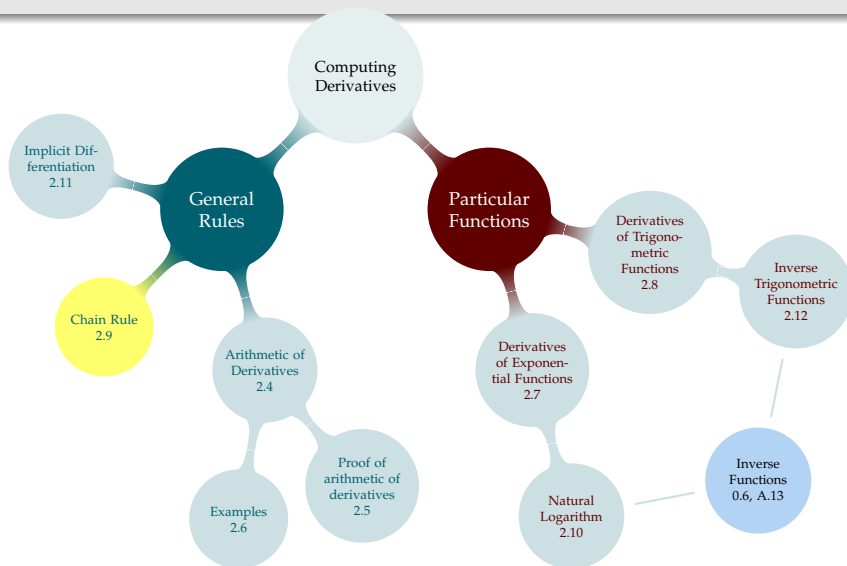 Computing
Derivatives
Implicit Dif-
ferentiation
2.11
General
Rules
Particular
Functions
Derivatives
of Trigono-
metric
Functions
2.8
Inverse
Trigonometric
Functions
2.12
Chain Rule
2.9
Arithmetic of
Derivatives
2.4
Derivatives
of Exponen-
tial Functions
2.7
Examples
2.6
Proof of
arithmetic of
derivatives
2.5
Natural
Logarithm
2.10
Inverse
Functions
0.6, A.13